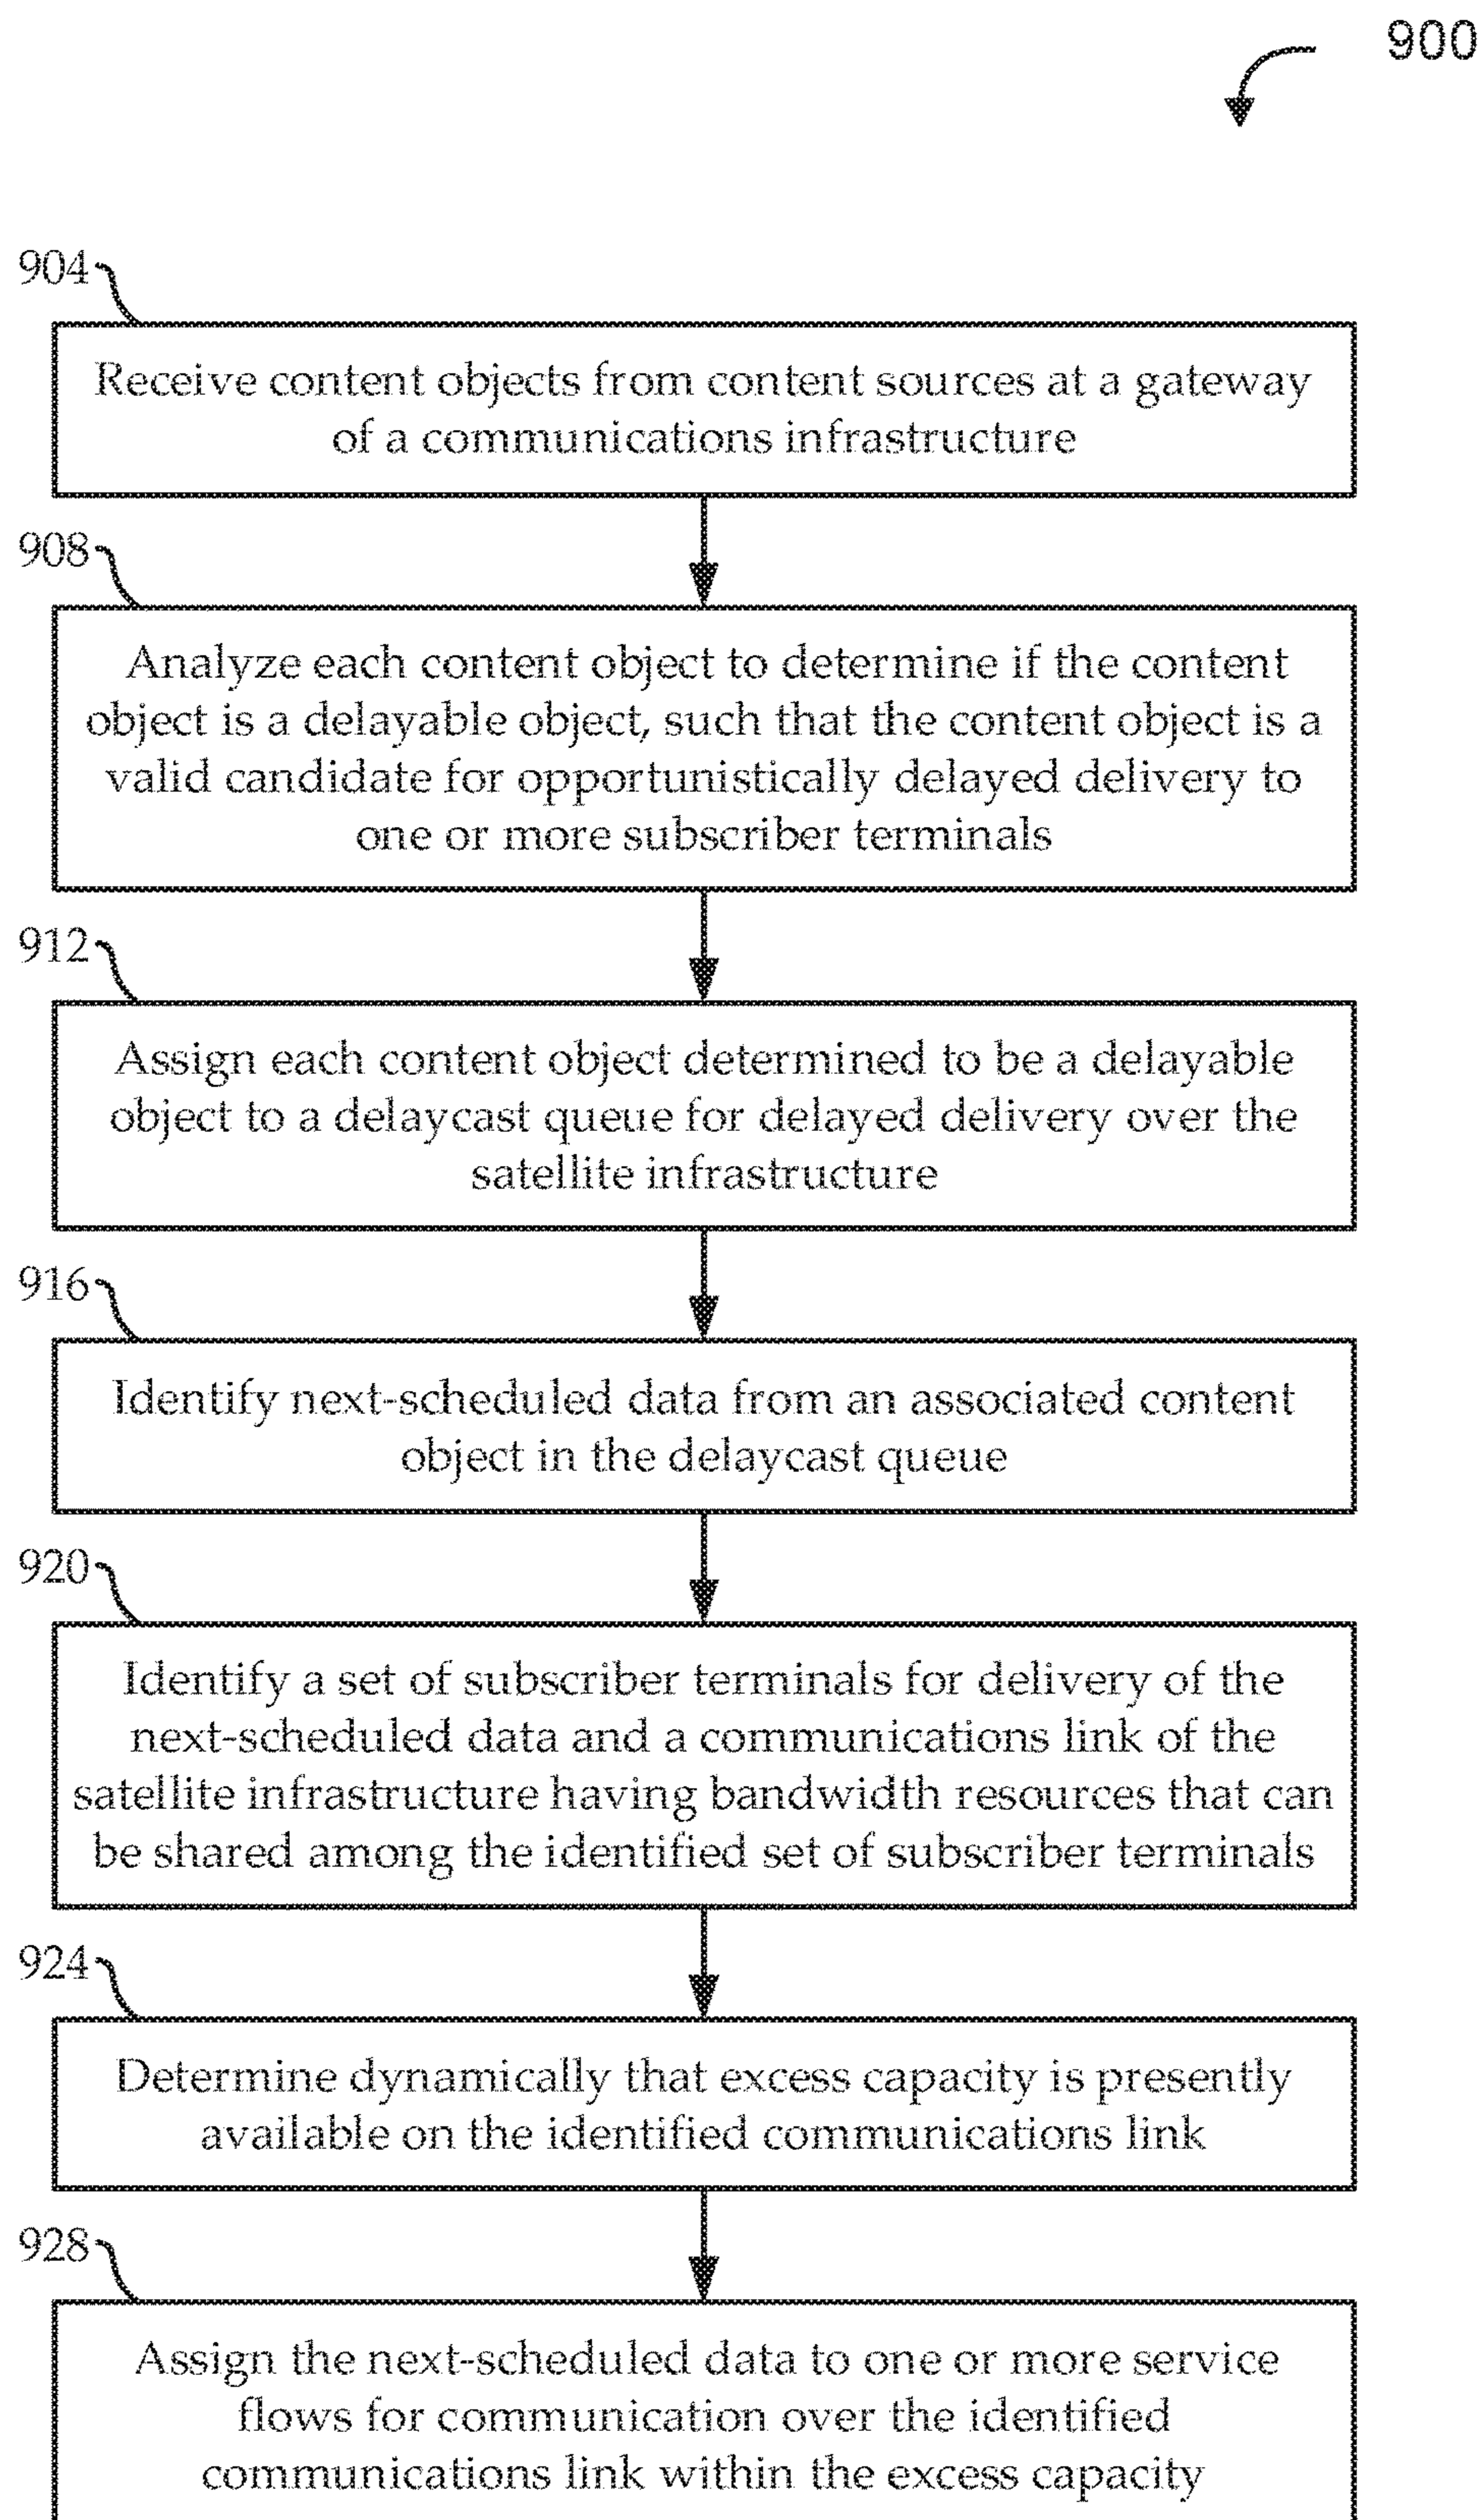 900
904
Receive content objects from content sources at a gateway
of a communications infrastructure
908
Analyze each content object to determine if the content
object is a delayable object, such that the content object is a
valid candidate for opportunistically delayed delivery to
one or more subscriber terminals
912
Assign each content object determined to be a delayable
object to a delaycast queue for delayed delivery over the
satellite infrastructure
916
Identify next-scheduled data from an associated content
object in the delaycast queue
920
Identify a set of subscriber terminals for delivery of the
next-scheduled data and a communications link of the
satellite infrastructure having bandwidth resources that can
be shared among the identified set of subscriber terminals
924
Determine dynamically that excess capacity is presently
available on the identified communications link
928
Assign the next-scheduled data to one or more service
flows for communication over the identified
communications link within the excess capacity